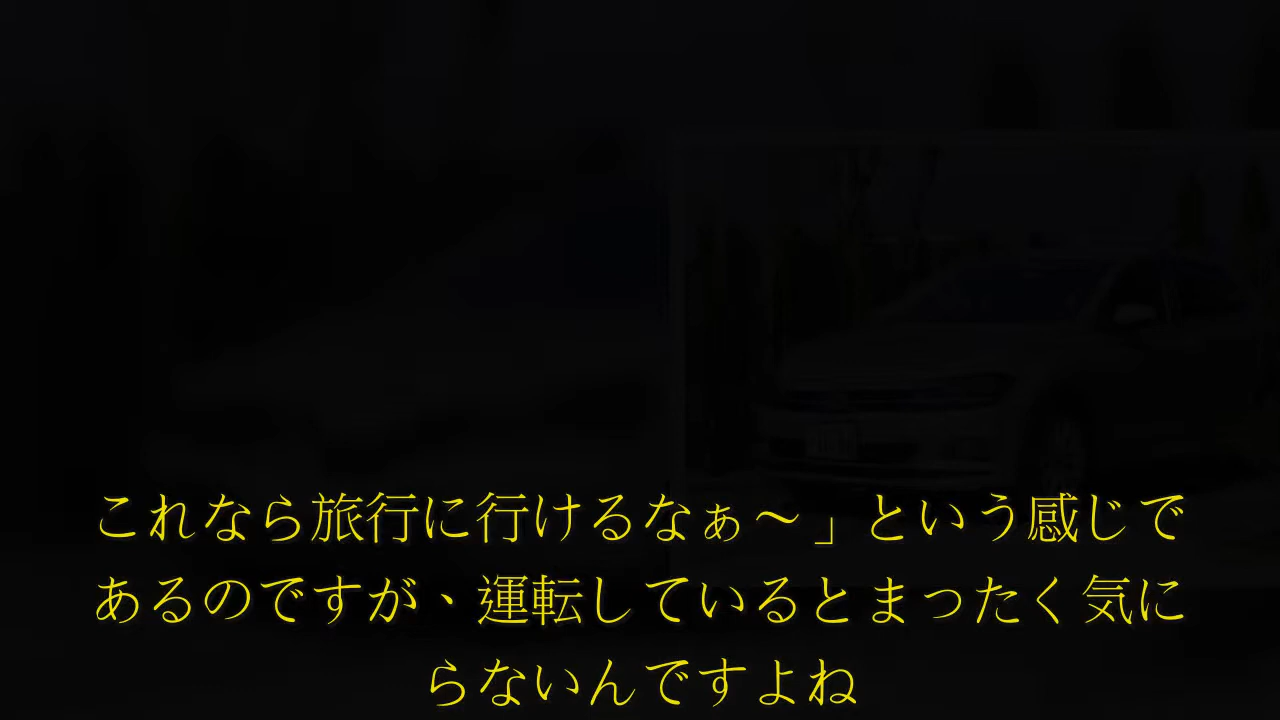 これなら旅行に行けるなぁ〜」という感じで
あるのですが、運転しているとまったく気に
らないんですよね